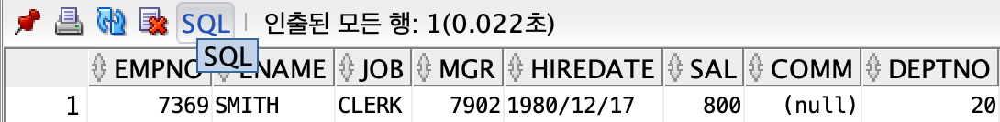 SQL 인출된 모든 행: 1(0.022초)
SQL
EMPNO ENAME JOB MGR HIREDATE SAL COMM DEPTNO
1 7369 SMITH CLERK 7902 1980/12/17 800 (null) 20